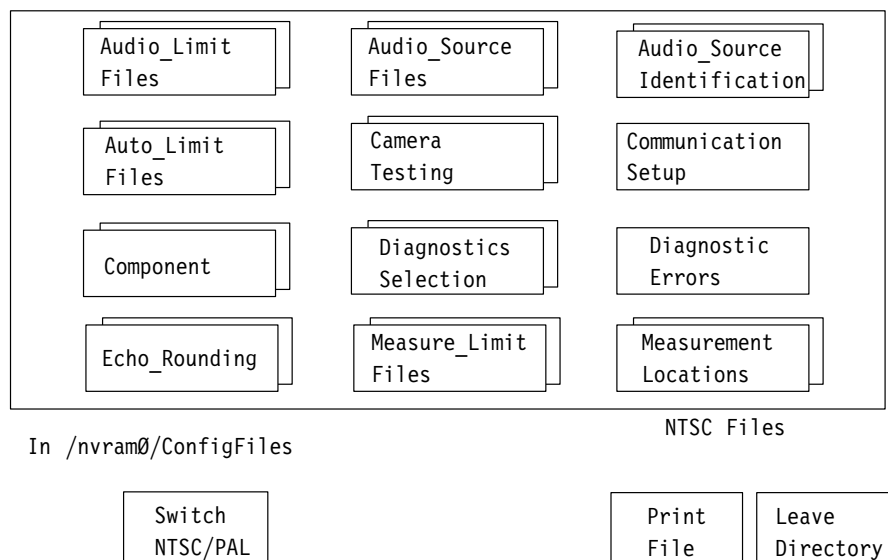 Audio_Limit
Files
Audio_Source
Files
Audio_Source
Identification
Auto_Limit
Files
Camera
Testing
Communication
Setup
Component
Diagnostics
Selection
Diagnostic
Errors
Echo_Rounding
Measure_Limit
Files
Measurement
Locations
NTSC Files
In /nvramØ/ConfigFiles
Switch
NTSC/PAL
Print
File
Leave
Directory